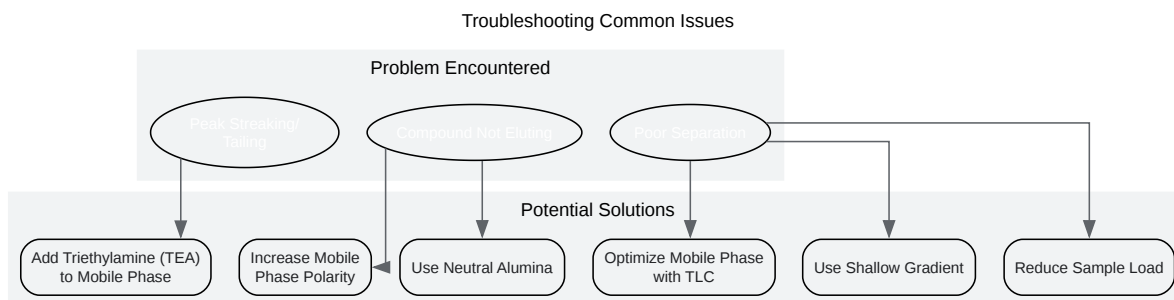 Troubleshooting Common Issues
Problem Encountered
Peak Streaking/
Tailing
Compound Not Eluting
Poor Separation
Potential Solutions
Add Triethylamine (TEA)
to Mobile Phase
Increase Mobile
Phase Polarity
Use Neutral Alumina
Optimize Mobile Phase
with TLC
Use Shallow Gradient
Reduce Sample Load